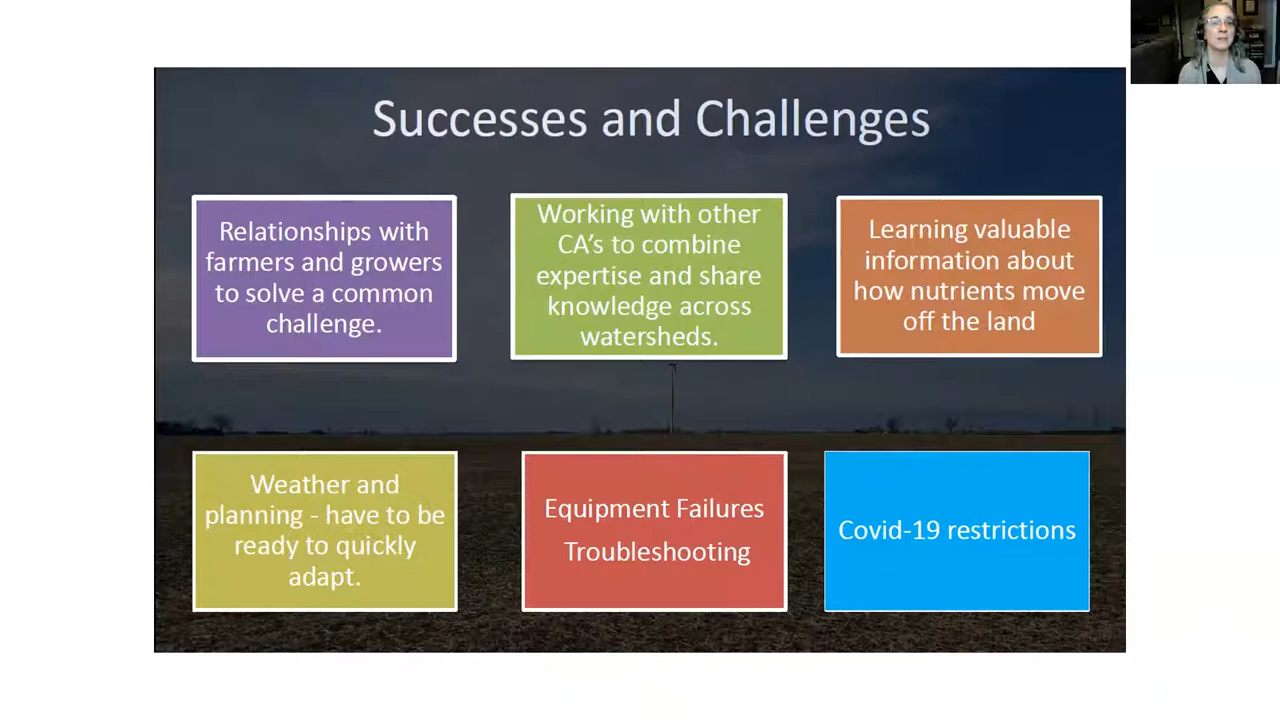 Successes and Challenges
Relationships with
farmers and growers
to solve a common
challenge.
Working with other
CA's to combine
expertise and share
knowledge across
watersheds.
Learning valuable
information about
how nutrients move
off the land
Weather and
planning - have to be
ready to quickly
adapt.
Equipment Failures
Troubleshooting
Covid-19 restrictions